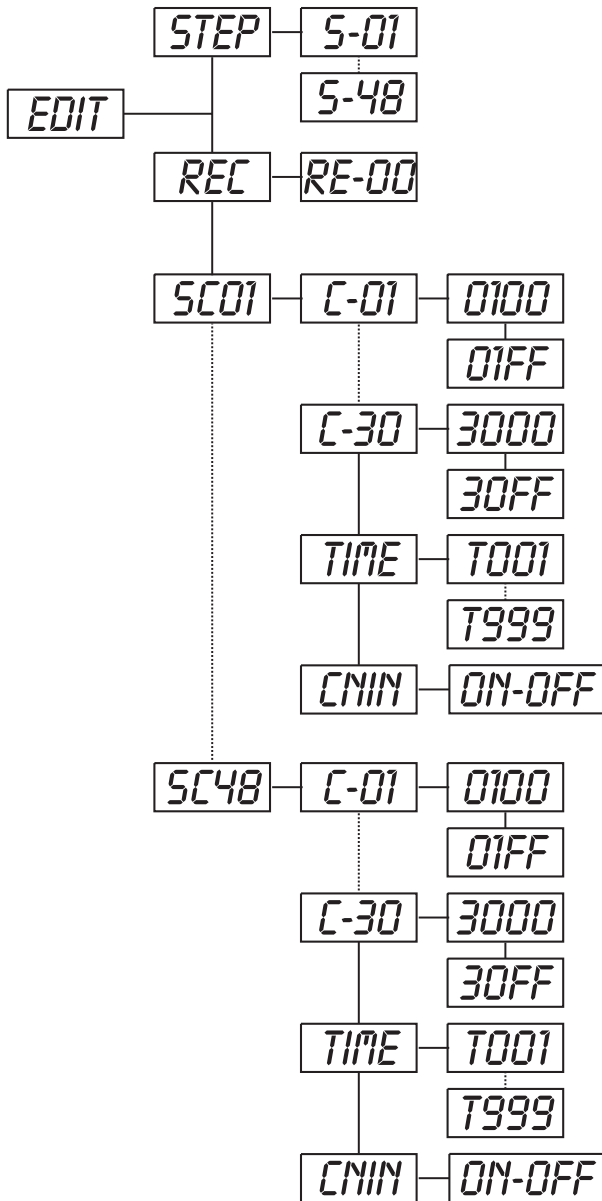 STEP S-01
S-48
EDIT
REC RE-00
SC01 C-01 0100
01FF
C-30 3000
30FF
TIME T001
T999
CNIN ON-OFF
SC48 C-01 0100
01FF
C-30 3000
30FF
TIME T001
T999
CNIN ON-OFF